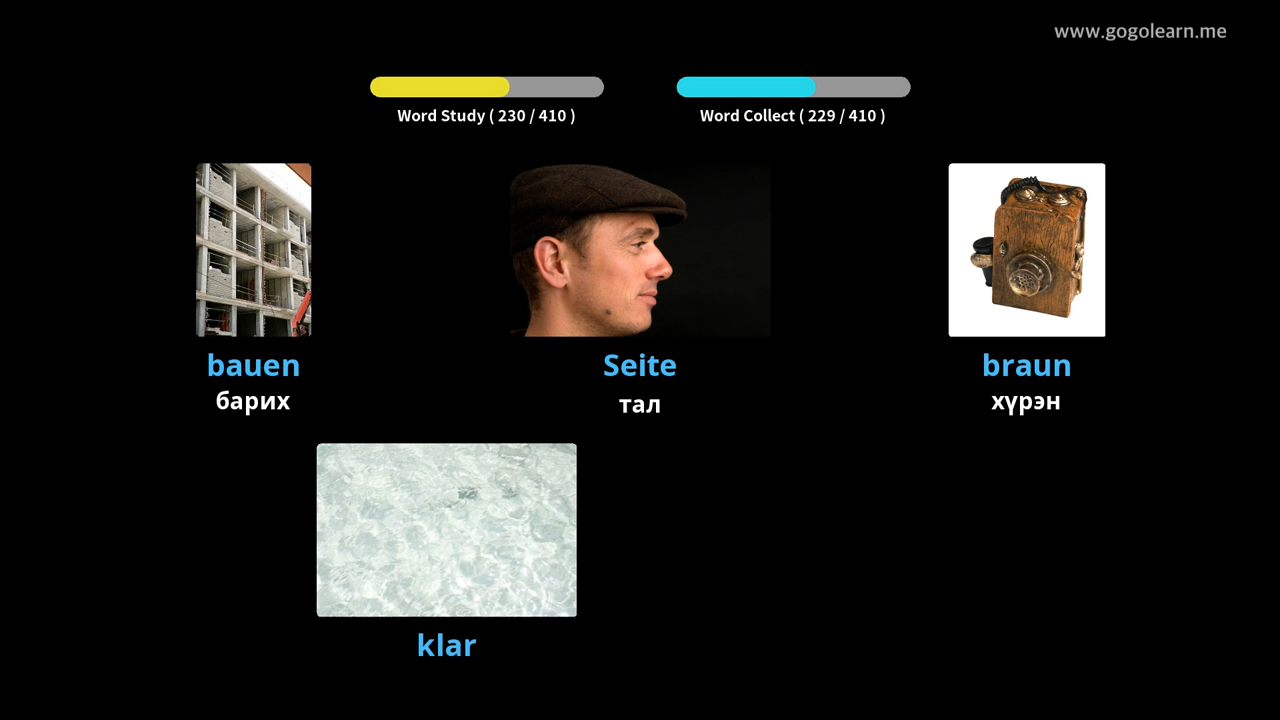 www.gogolearn.me
Word Study ( 230 / 410 )
Word Collect ( 229 / 410 )
bauen
Seite
braun
барих
тал
хүрэн
klar